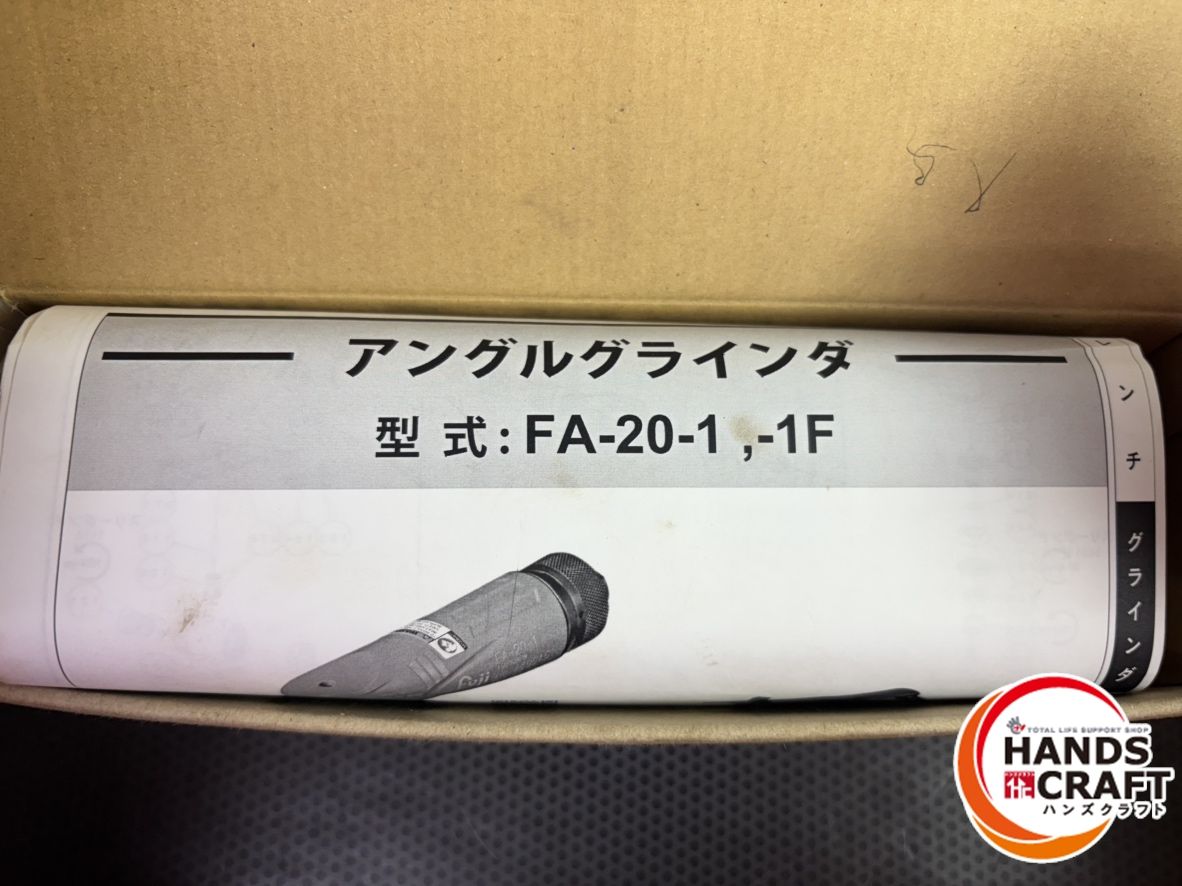 アングルグラインダ
型 式 : FA-20-1 ,-1F
ンチ
グラインダ
Fuji
TOTAL LIFE SUPPORT SHOP
HANDS
CRAFT
ハンズクラフト